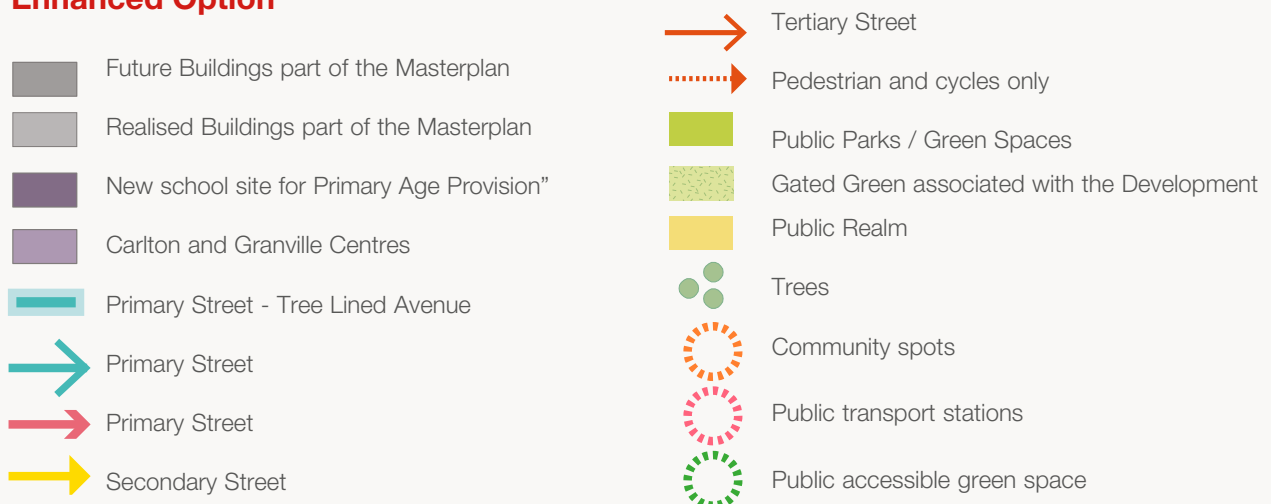 Enhanced Option
Future Buildings part of the Masterplan
Realised Buildings part of the Masterplan
New school site for Primary Age Provision”
Carlton and Granville Centres
Primary Street - Tree Lined Avenue
Primary Street
Primary Street
Secondary Street
Tertiary Street
Pedestrian and cycles only
Public Parks / Green Spaces
Gated Green associated with the Development
Public Realm
Trees
Community spots
Public transport stations
Public accessible green space